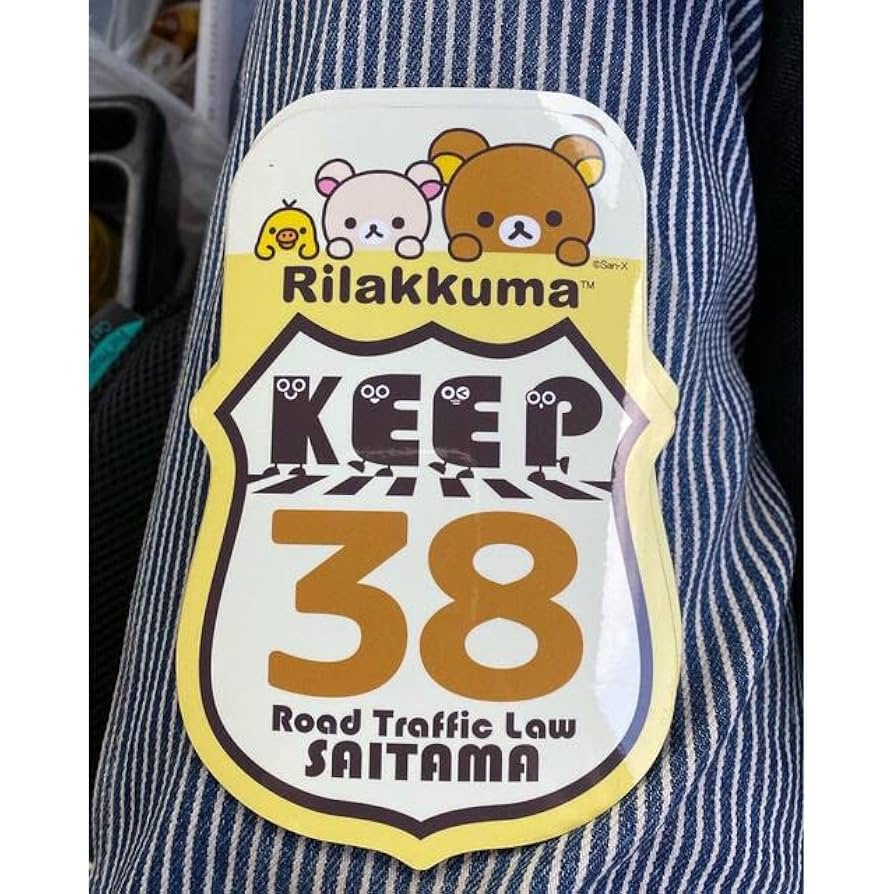 ©San-X
Rilakkuma™
KEEP
38
Road Traffic Law
SAITAMA